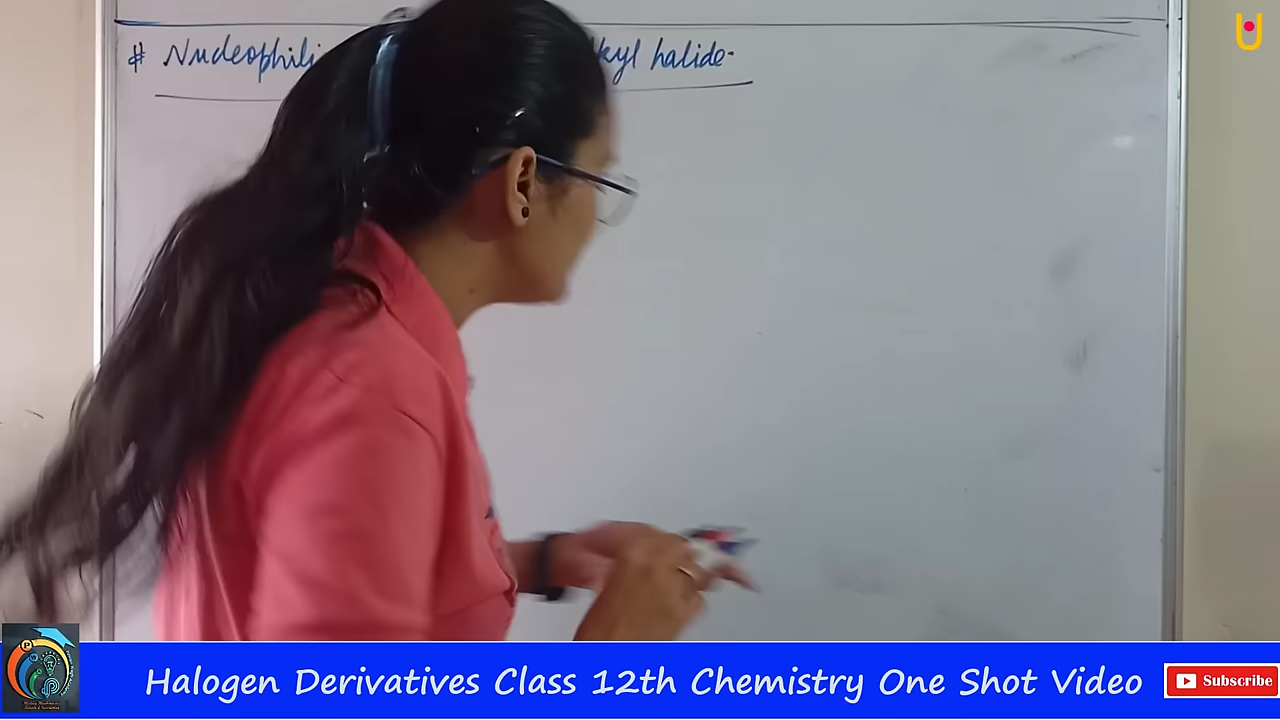 # Nucleophili kyl halide.
Halogen Derivatives Class 12th Chemistry One Shot Video
Subscribe